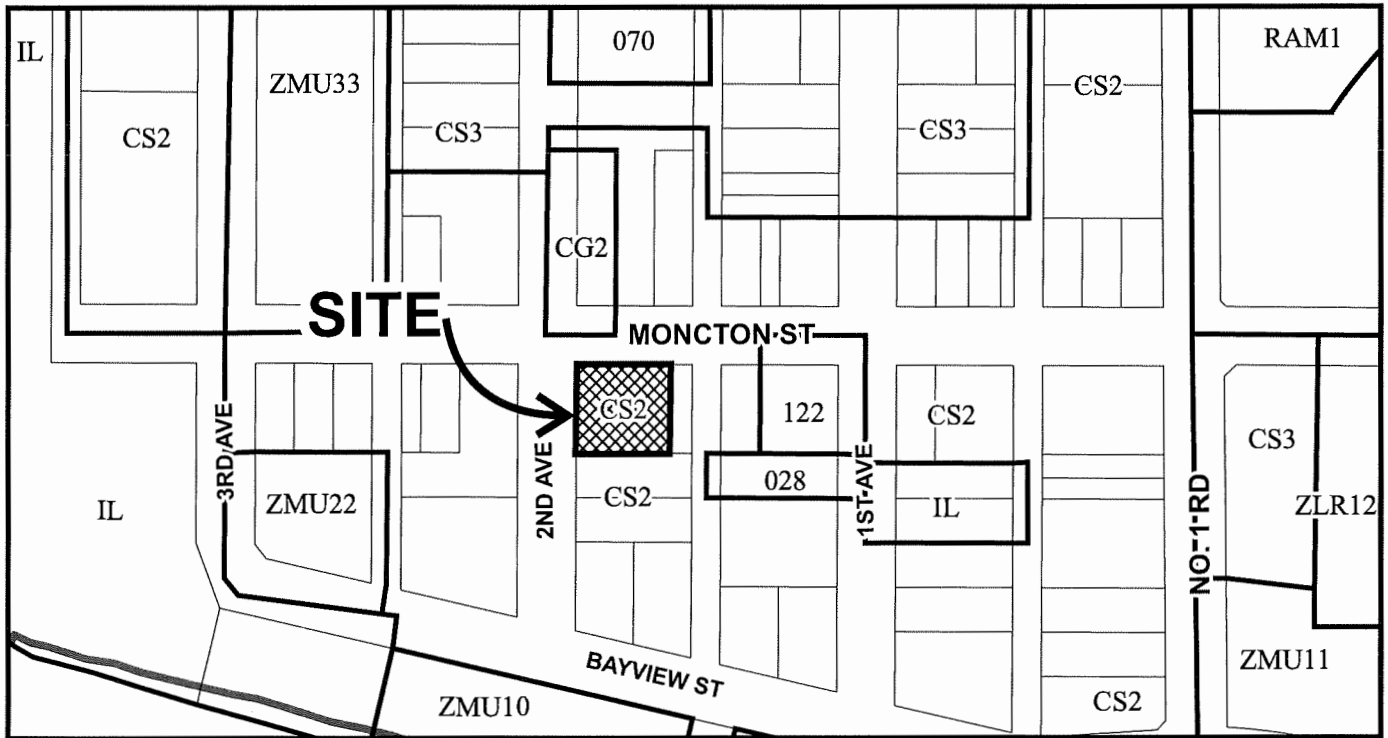 IL
070
RAM1
ZMU33
CS2
CS2
CS3
CS3
CG2
SITE
MONCTON ST
CS2
122
CS2
3RD AVE
CS3
2ND AVE
1ST AVE
028
CS2
IL
ZMU22
IL
ZLR12
NO. 1 RD
BAYVIEW ST
ZMU11
CS2
ZMU10